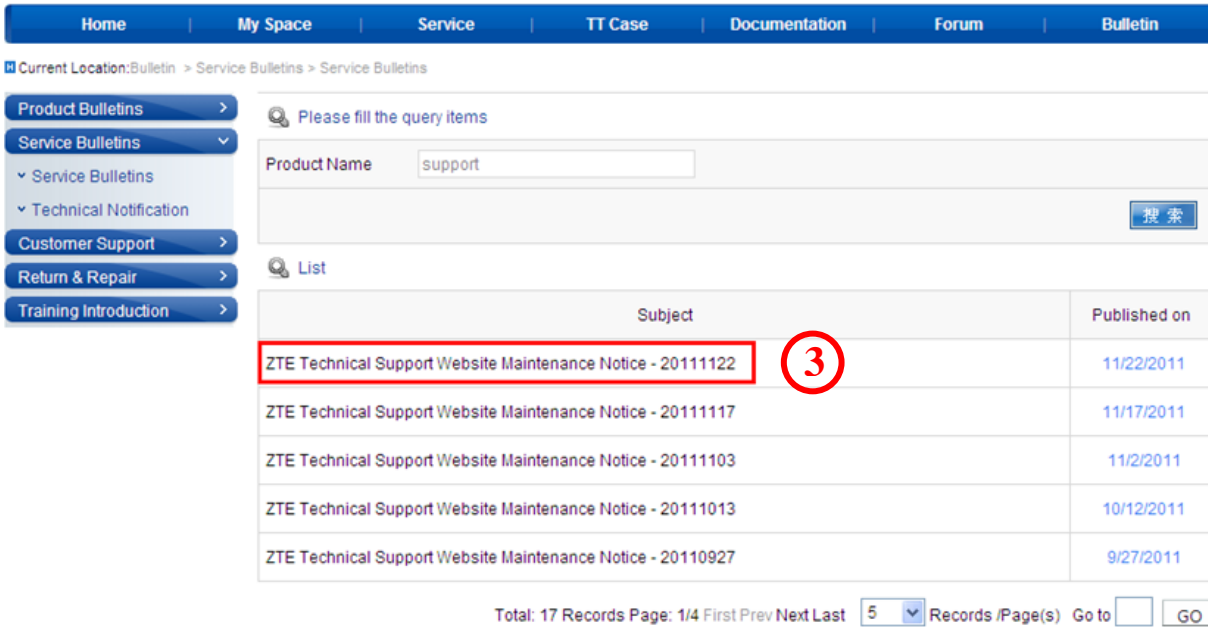 Home | My Space | Service | TT Case | Documentation | Forum | Bulletin
Current Location:Bulletin > Service Bulletins > Service Bulletins
Product Bulletins
Service Bulletins
Service Bulletins
Technical Notification
Customer Support
Return & Repair
Training Introduction
Please fill the query items
Product Name support
搜 索
List
Subject Published on
ZTE Technical Support Website Maintenance Notice - 20111122 3 11/22/2011
ZTE Technical Support Website Maintenance Notice - 20111117 11/17/2011
ZTE Technical Support Website Maintenance Notice - 20111103 11/2/2011
ZTE Technical Support Website Maintenance Notice - 20111013 10/12/2011
ZTE Technical Support Website Maintenance Notice - 20110927 9/27/2011
Total: 17 Records Page: 1/4 First Prev Next Last 5 Records /Page(s) Go to GO